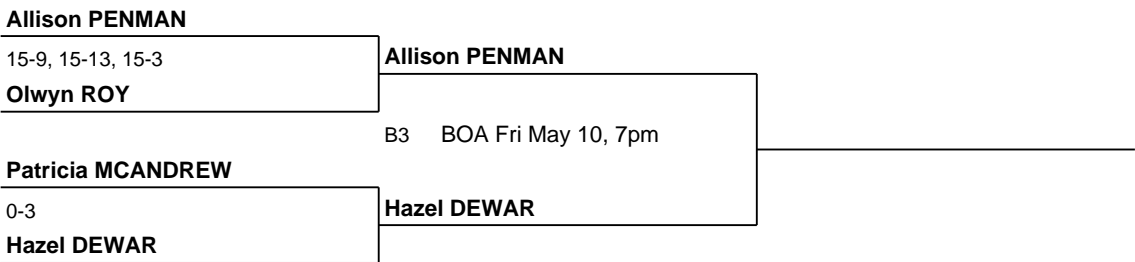 Allison PENMAN
15-9, 15-13, 15-3
Allison PENMAN
Olwyn ROY
B3 BOA Fri May 10, 7pm
Patricia MCANDREW
0-3
Hazel DEWAR
Hazel DEWAR